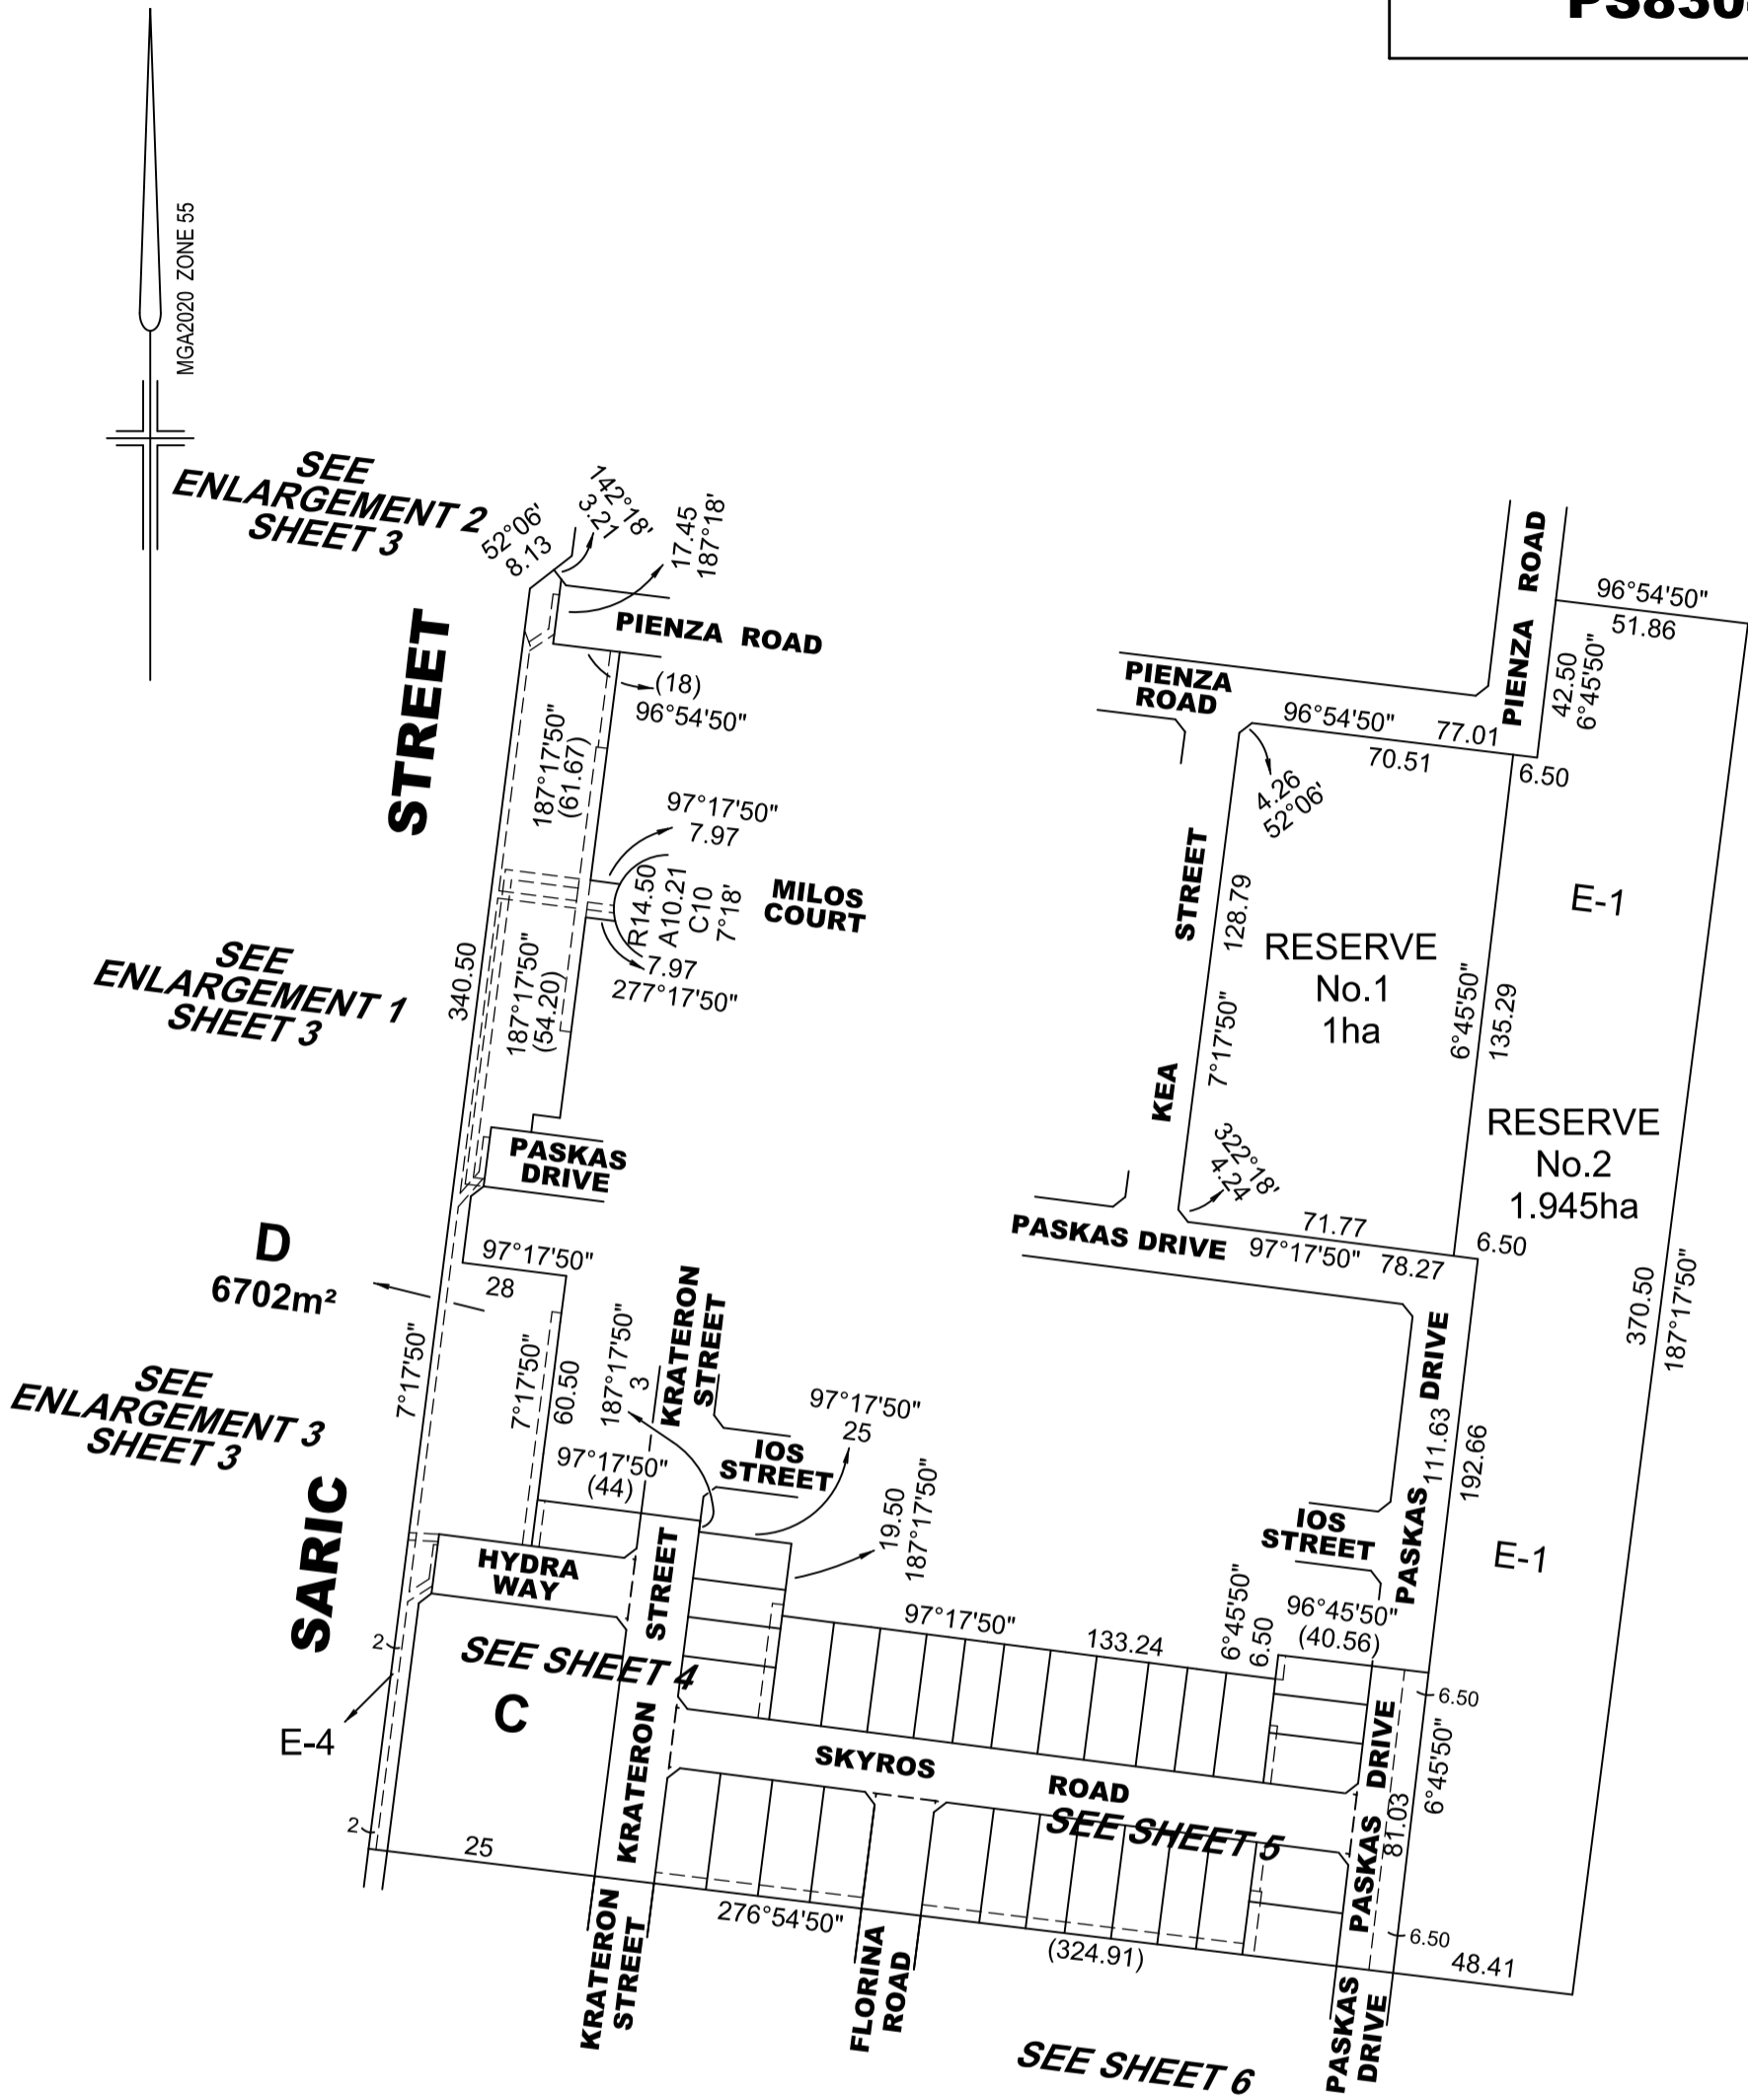 MGA2020 ZONE 55
SEE
ENLARGEMENT 2
SHEET 3
52°06'
8.13
142°18'
3.21
17.45
187°18'
STREET
PIENZA ROAD
(18)
96°54'50"
187°17'50"
(61.67)
97°17'50"
7.97
R14.50
A10.21
C10
7°18'
MILOS
COURT
7.97
277°17'50"
SEE
ENLARGEMENT 1
SHEET 3
340.50
187°17'50"
(54.20)
PASKAS
DRIVE
D
6702m²
97°17'50"
28
SEE
ENLARGEMENT 3
SHEET 3
7°17'50"
7°17'50"
60.50
187°17'50"
3
KRATERON
STREET
97°17'50"
25
IOS
STREET
97°17'50"
(44)
19.50
187°17'50"
SARIC
HYDRA
WAY
STREET
KRATERON
SEE SHEET 4
C
2
E-4
2
25
PIENZA ROAD
96°54'50"
51.86
42.50
6°45'50"
PIENZA
ROAD
96°54'50"
77.01
70.51
6.50
4.26
52°06'
STREET
KEA
128.79
7°17'50"
RESERVE
No.1
1ha
E-1
6°45'50"
135.29
RESERVE
No.2
1.945ha
322°18'
4.24
71.77
PASKAS DRIVE
97°17'50"
78.27
6.50
370.50
187°17'50"
PASKAS DRIVE
111.63
192.66
IOS
STREET
E-1
97°17'50"
133.24
6°45'50"
6.50
96°45'50"
(40.56)
6.50
6°45'50"
SKYROS ROAD
SEE SHEET 5
PASKAS DRIVE
81.03
6.50
48.41
276°54'50"
(324.91)
KRATERON
STREET
FLORINA
ROAD
PASKAS
DRIVE
SEE SHEET 6